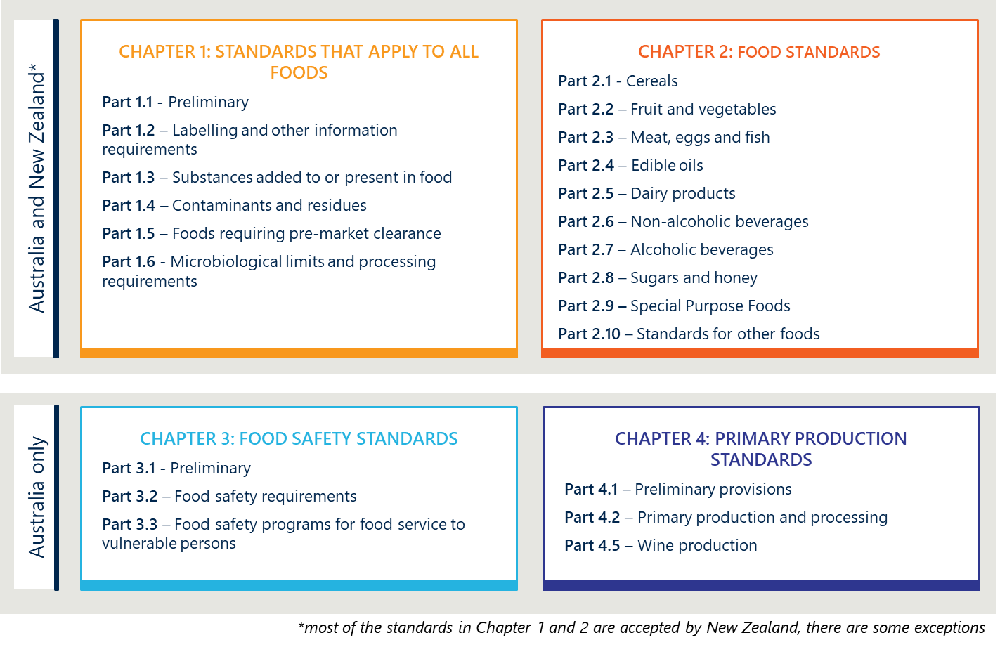 Australia and New Zealand*
CHAPTER 1: STANDARDS THAT APPLY TO ALL
FOODS
Part 1.1 - Preliminary
Part 1.2 – Labelling and other information
requirements
Part 1.3 – Substances added to or present in food
Part 1.4 – Contaminants and residues
Part 1.5 – Foods requiring pre-market clearance
Part 1.6 - Microbiological limits and processing
requirements
CHAPTER 2: FOOD STANDARDS
Part 2.1 - Cereals
Part 2.2 – Fruit and vegetables
Part 2.3 – Meat, eggs and fish
Part 2.4 – Edible oils
Part 2.5 – Dairy products
Part 2.6 – Non-alcoholic beverages
Part 2.7 – Alcoholic beverages
Part 2.8 – Sugars and honey
Part 2.9 – Special Purpose Foods
Part 2.10 – Standards for other foods
Australia only
CHAPTER 3: FOOD SAFETY STANDARDS
Part 3.1 - Preliminary
Part 3.2 – Food safety requirements
Part 3.3 – Food safety programs for food service to
vulnerable persons
CHAPTER 4: PRIMARY PRODUCTION
STANDARDS
Part 4.1 – Preliminary provisions
Part 4.2 – Primary production and processing
Part 4.5 – Wine production
*most of the standards in Chapter 1 and 2 are accepted by New Zealand, there are some exceptions